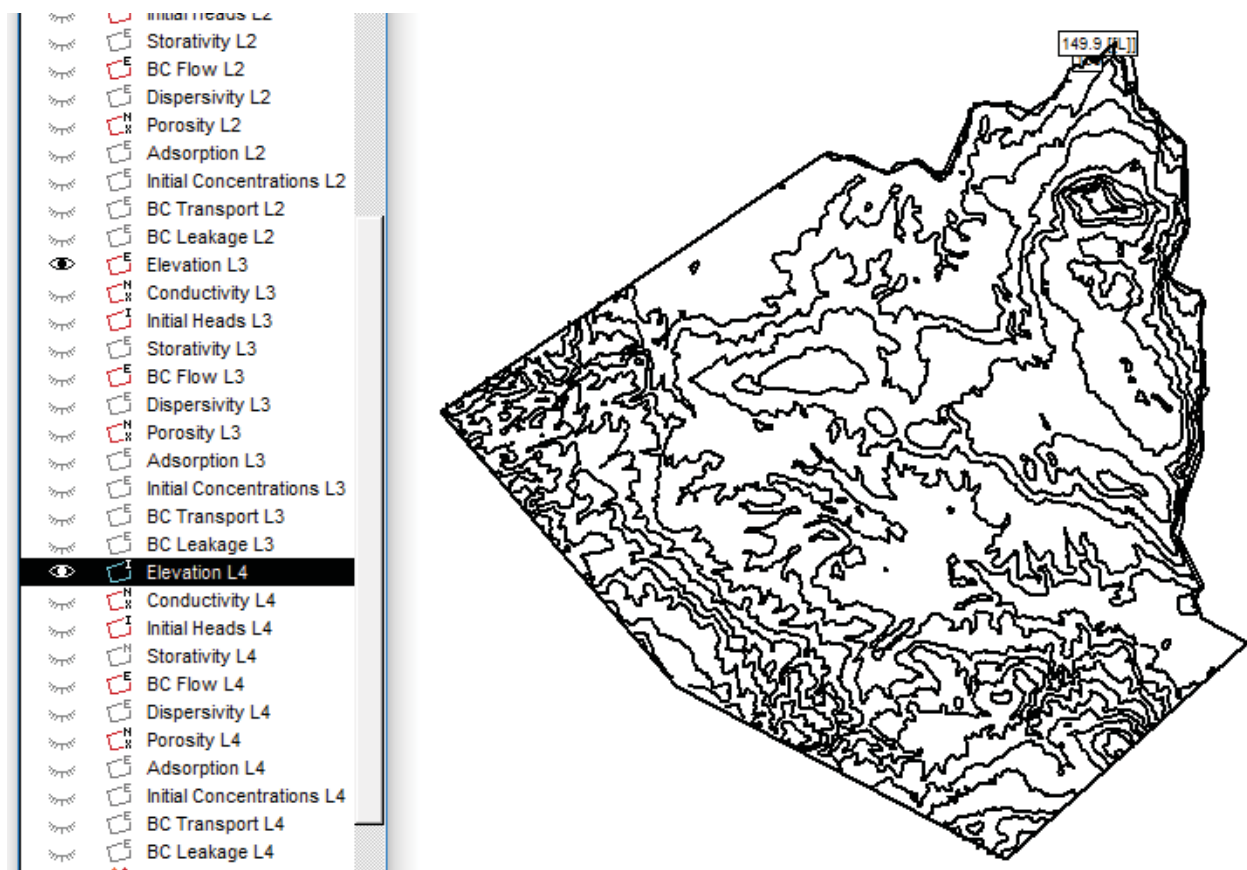 Initial Heads L2
Storativity L2
BC Flow L2
Dispersivity L2
Porosity L2
Adsorption L2
Initial Concentrations L2
BC Transport L2
BC Leakage L2
Elevation L3
Conductivity L3
Initial Heads L3
Storativity L3
BC Flow L3
Dispersivity L3
Porosity L3
Adsorption L3
Initial Concentrations L3
BC Transport L3
BC Leakage L3
Elevation L4
Conductivity L4
Initial Heads L4
Storativity L4
BC Flow L4
Dispersivity L4
Porosity L4
Adsorption L4
Initial Concentrations L4
BC Transport L4
BC Leakage L4
149.9 [[L]]